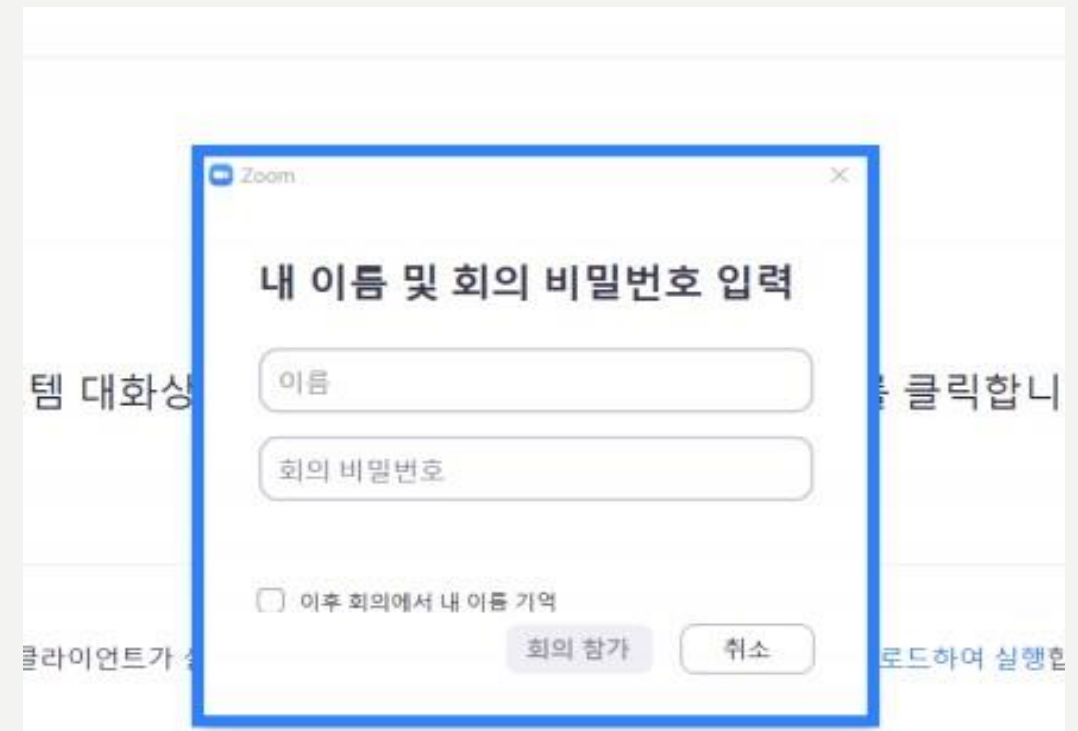 Zoom
내 이름 및 회의 비밀번호 입력
이름
템 대화상 클릭합니
회의 비밀번호
이후 회의에서 내 이름 기억
회의 참가 취소
클라이언트가 로드하여 실행합